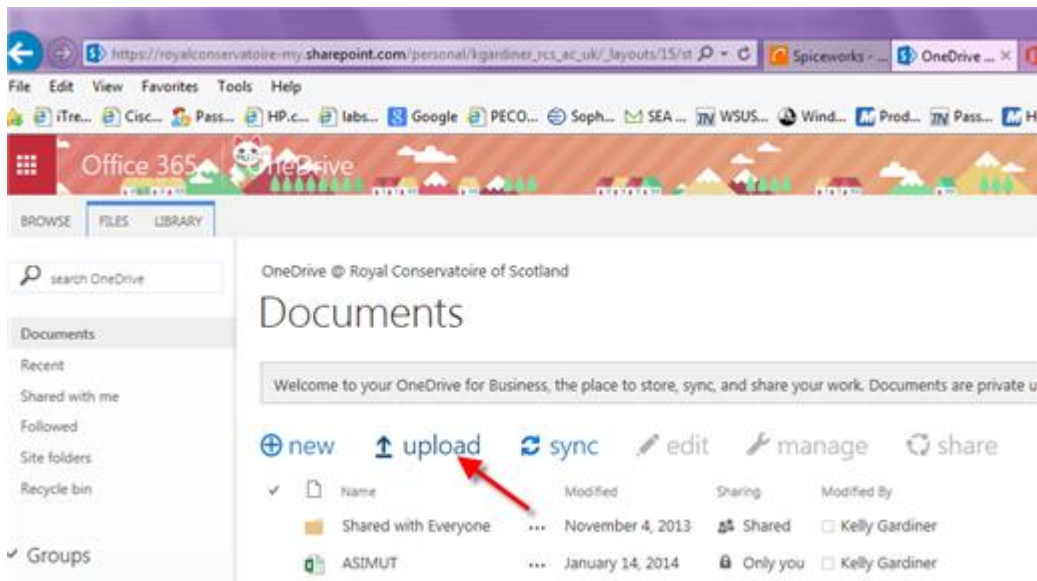 https://royalconservatoire-my.sharepoint.com/personal/kgardiner_rcs_ac_uk/_layouts/15/st
Spiceworks - ...
OneDrive ...
File Edit View Favorites Tools Help
iTre... Cisc... Pass... HP.c... labs... Google PECO... Soph... SEA ... WSUS... Wind... Prod... Pass... H
Office 365 OneDrive
BROWSE FILES LIBRARY
search OneDrive
OneDrive @ Royal Conservatoire of Scotland
Documents
Documents
Recent
Shared with me
Followed
Site folders
Recycle bin
Groups
Welcome to your OneDrive for Business, the place to store, sync, and share your work. Documents are private u
new upload sync edit manage share
Name Modified Sharing Modified By
Shared with Everyone ... November 4, 2013 Shared Kelly Gardiner
ASIMUT ... January 14, 2014 Only you Kelly Gardiner